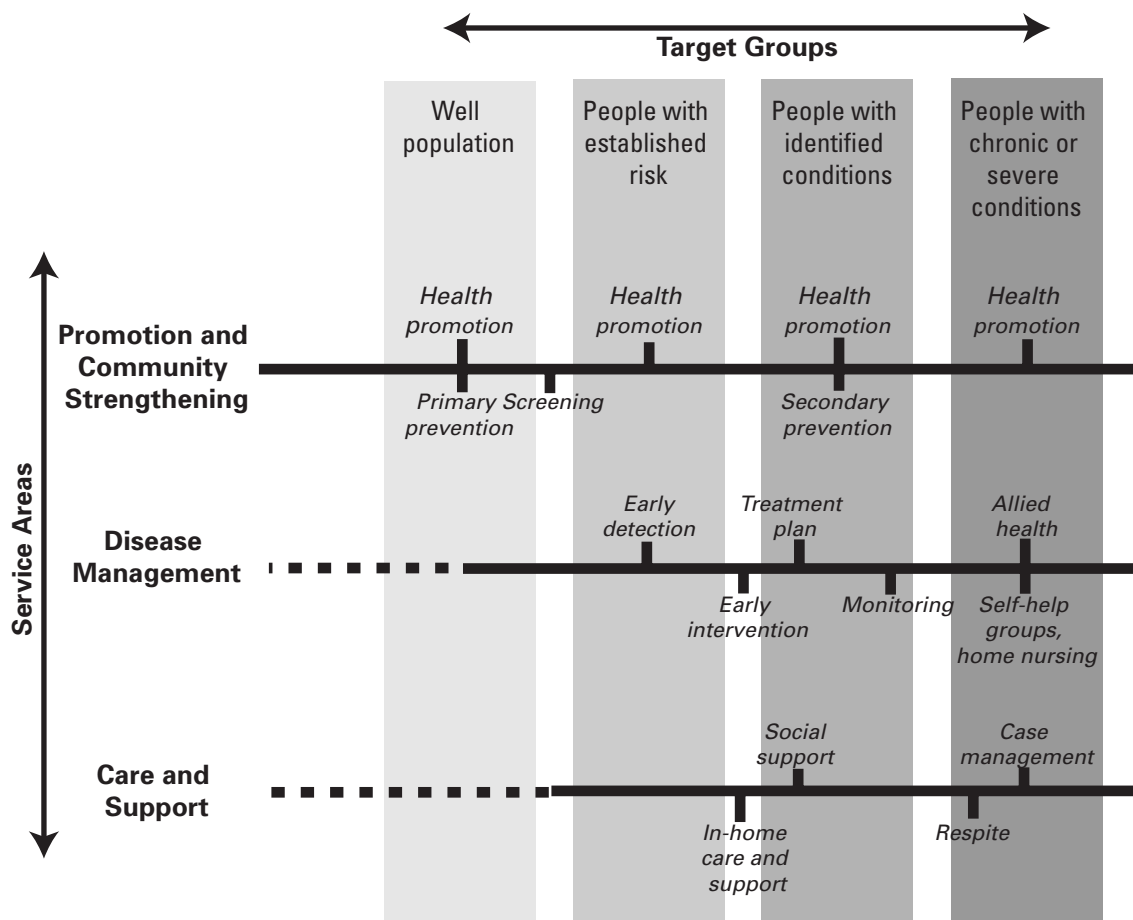 Target Groups
Well
population
People with
established
risk
People with
identified
conditions
People with
chronic or
severe
conditions
Service Areas
Promotion and
Community
Strengthening
Health
promotion
Health
promotion
Health
promotion
Health
promotion
Primary
prevention
Screening
Secondary
prevention
Disease
Management
Early
detection
Treatment
plan
Allied
health
Early
intervention
Monitoring
Self-help
groups,
home nursing
Care and
Support
Social
support
Case
management
In-home
care and
support
Respite